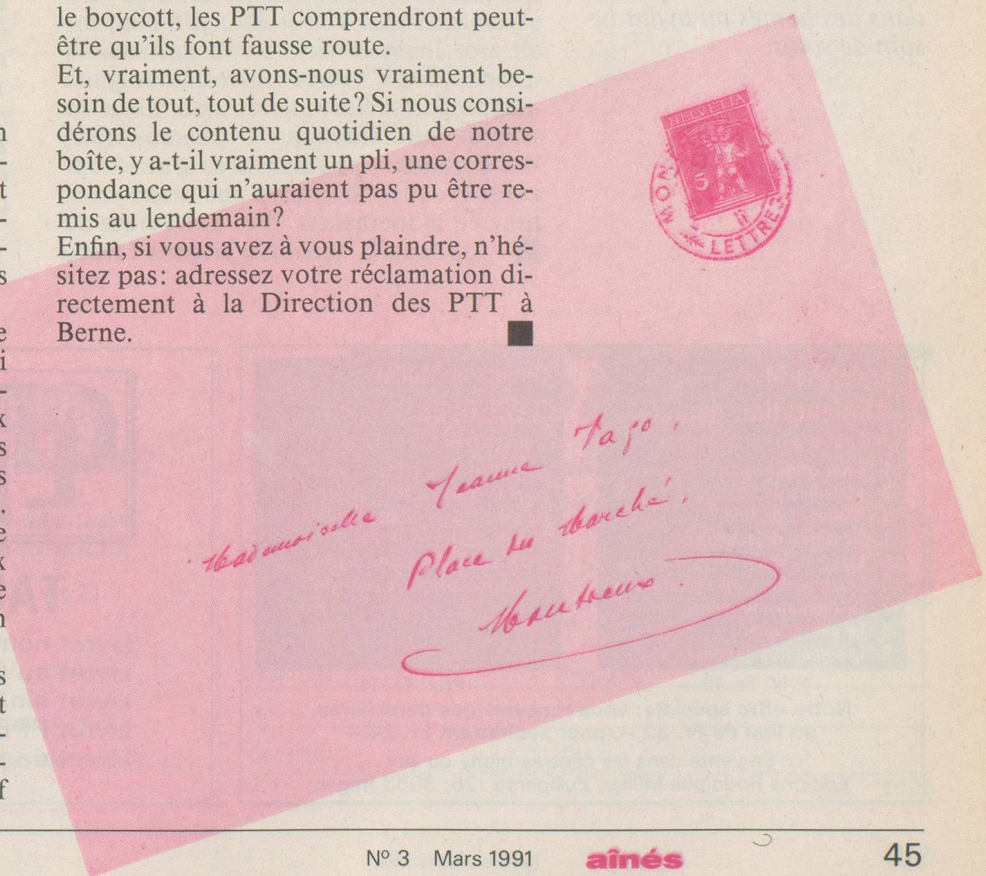 le boycott, les PTT comprendront peut-
être qu'ils font fausse route.
Et, vraiment, avons-nous vraiment be-
soin de tout, tout de suite? Si nous consi-
dérons le contenu quotidien de notre
boîte, y a-t-il vraiment un pli, une corres-
pondance qui n'auraient pas pu être re-
mis au lendemain?
Enfin, si vous avez à vous plaindre, n'hé-
sitez pas: adressez votre réclamation di-
rectement à la Direction des PTT à
Berne.
HELVETIA
5
MON
LETTRES
Mademoiselle Jeanne
Place du Marché,
Montreux.
Nº 3 Mars 1991 aînés 45